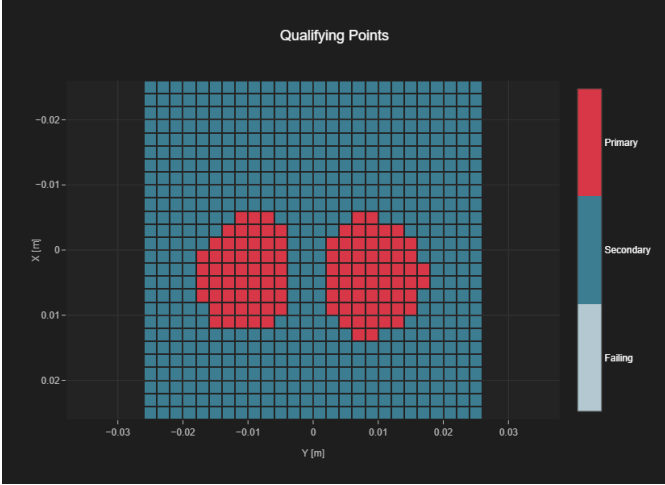 Qualifying Points
−0.02
−0.01
0
0.01
0.02
X [m]
−0.03
−0.02
−0.01
0
0.01
0.02
0.03
Y [m]
Primary
Secondary
Failing